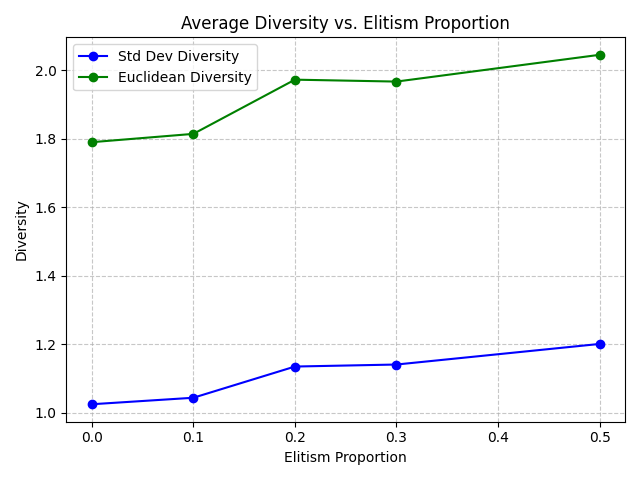 Average Diversity vs. Elitism Proportion
Std Dev Diversity
Euclidean Diversity
Diversity
2.0
1.8
1.6
1.4
1.2
1.0
0.0 0.1 0.2 0.3 0.4 0.5
Elitism Proportion